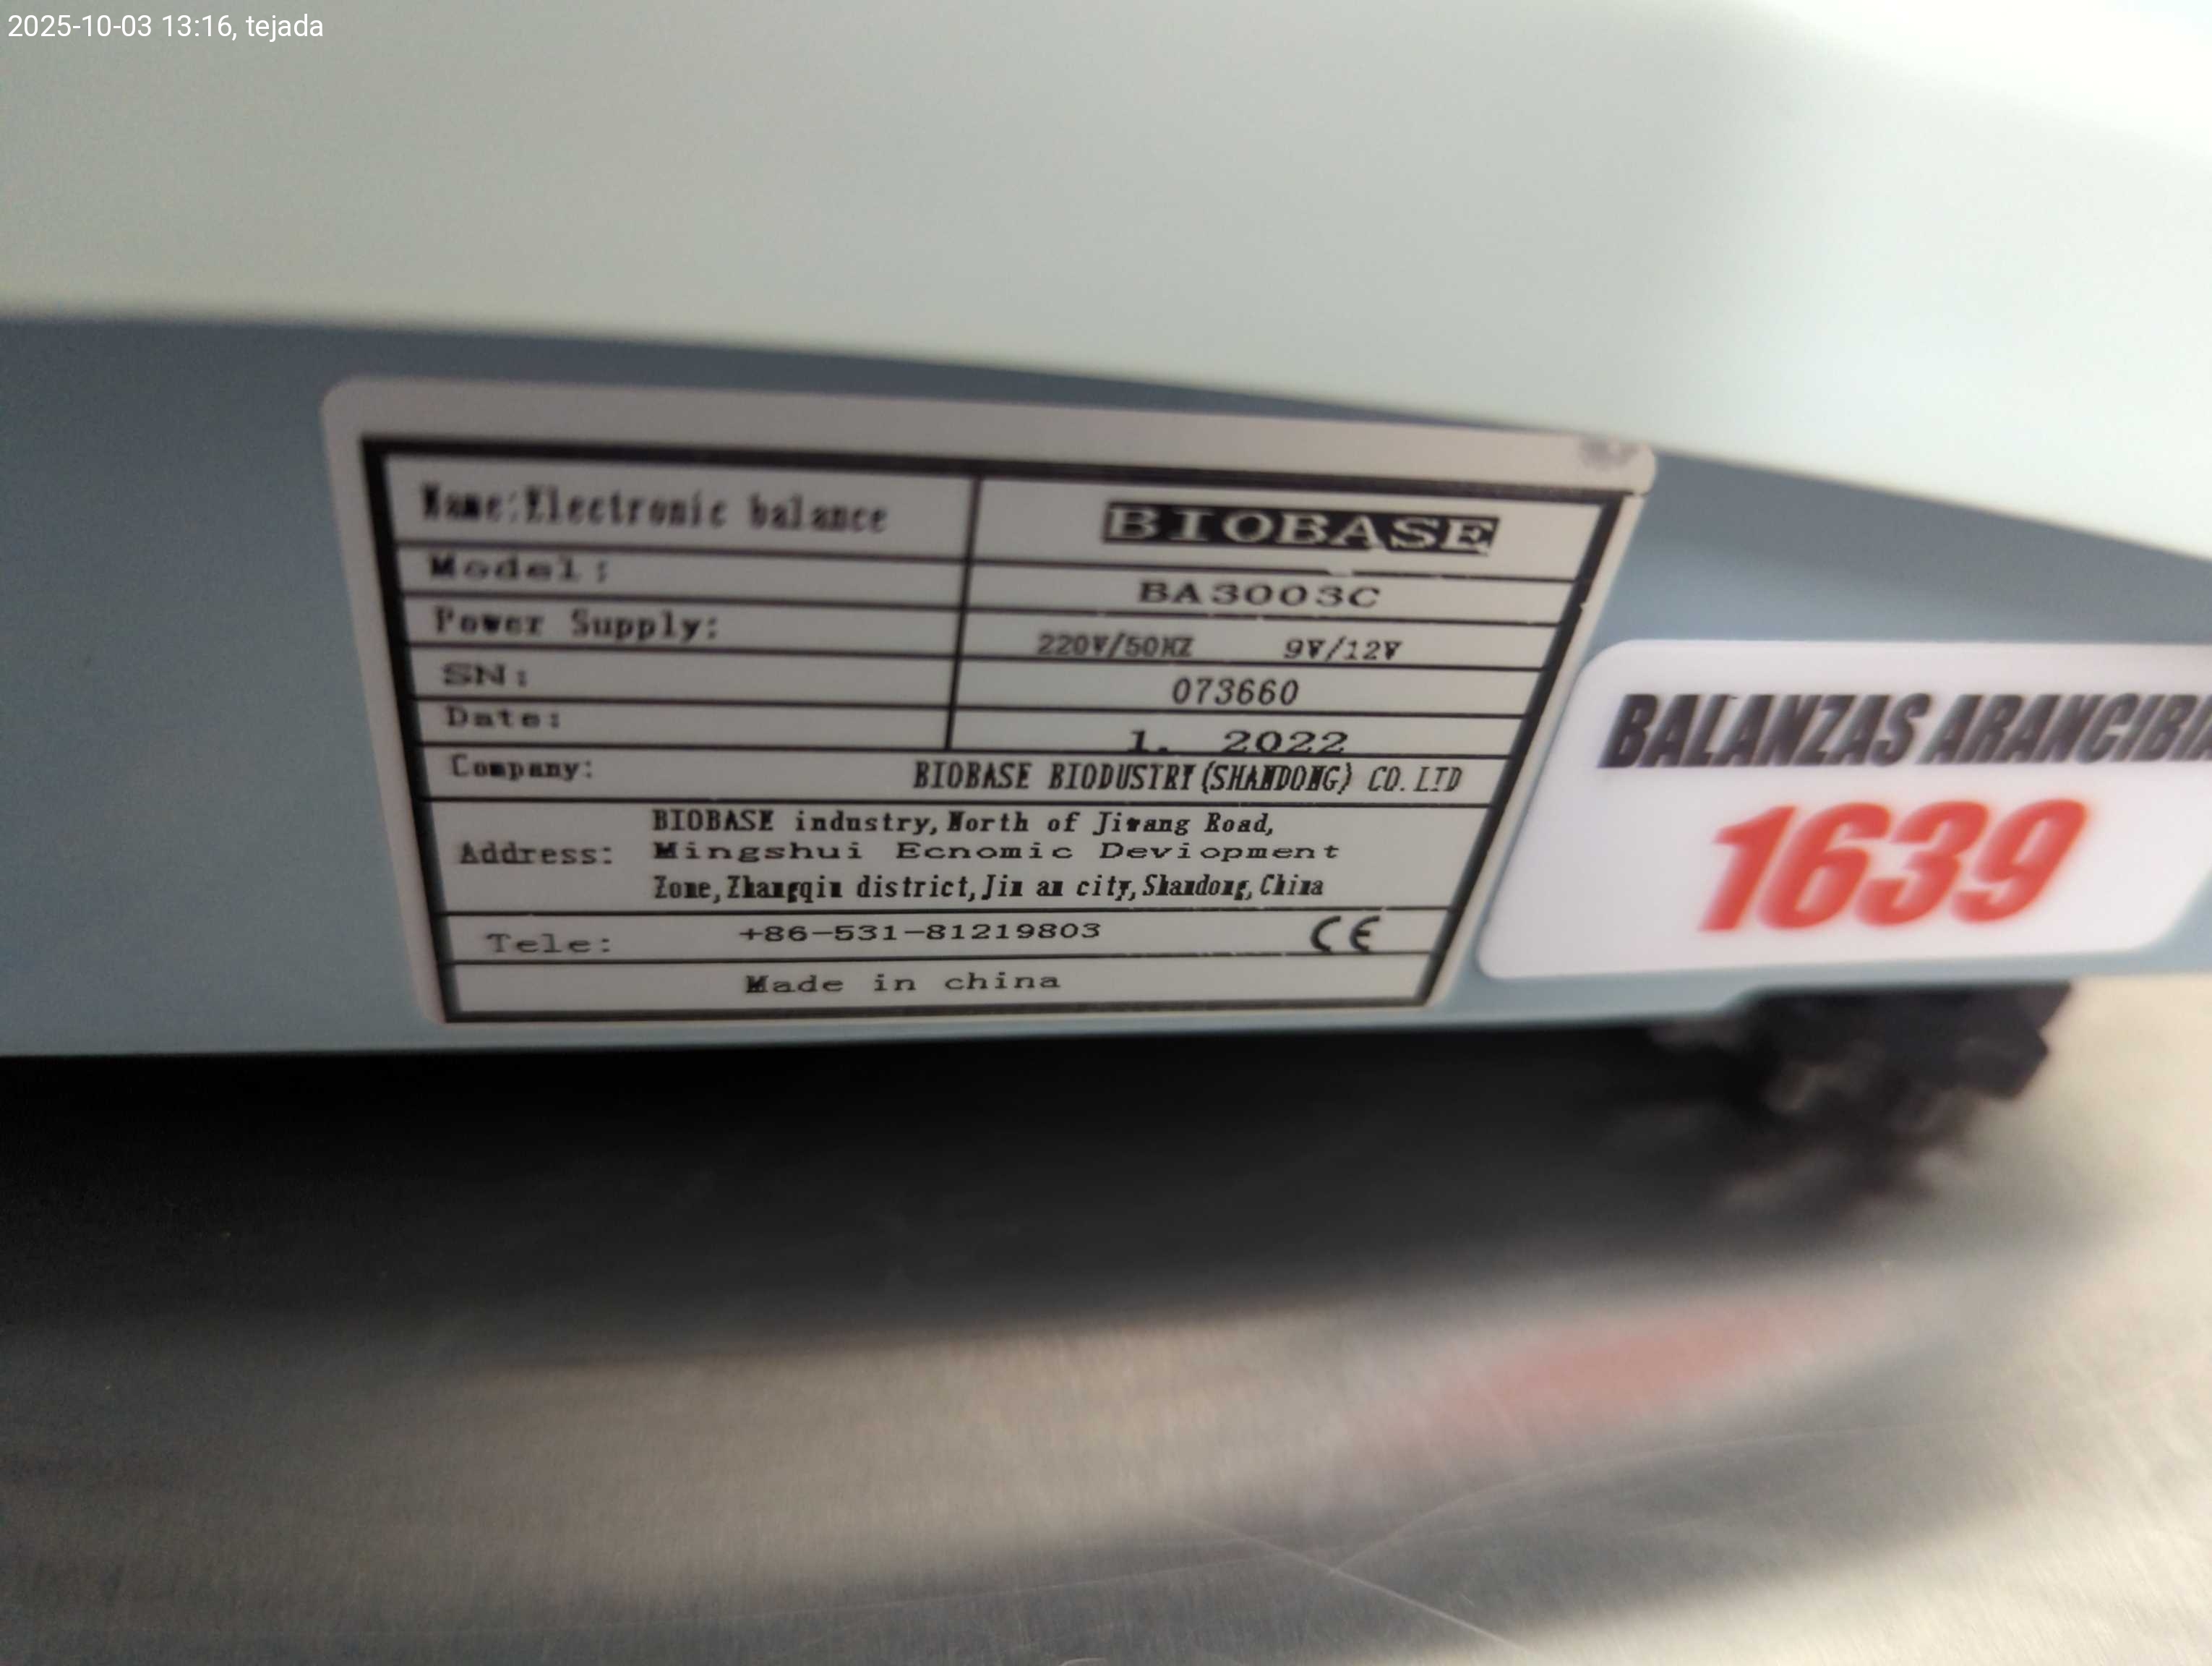 2025-10-03 13:16, tejada
Name:Electronic balance
BIOBASE
Model:
BA3003C
Power Supply:
220V/50HZ 9V/12V
SN:
073660
Date:
1. 2022
Company:
BIOBASE BIODUSTRY(SHANDONG) CO.LTD
Address:
BIOBASE industry,North of Jiwang Road,
Mingshui Ecnomic Deviopment
Zone,Zhangqiu district,Jin an city,Shandong,China
Tele:
+86-531-81219803
CE
Made in china
BALANZAS ARANCIBIA
1639